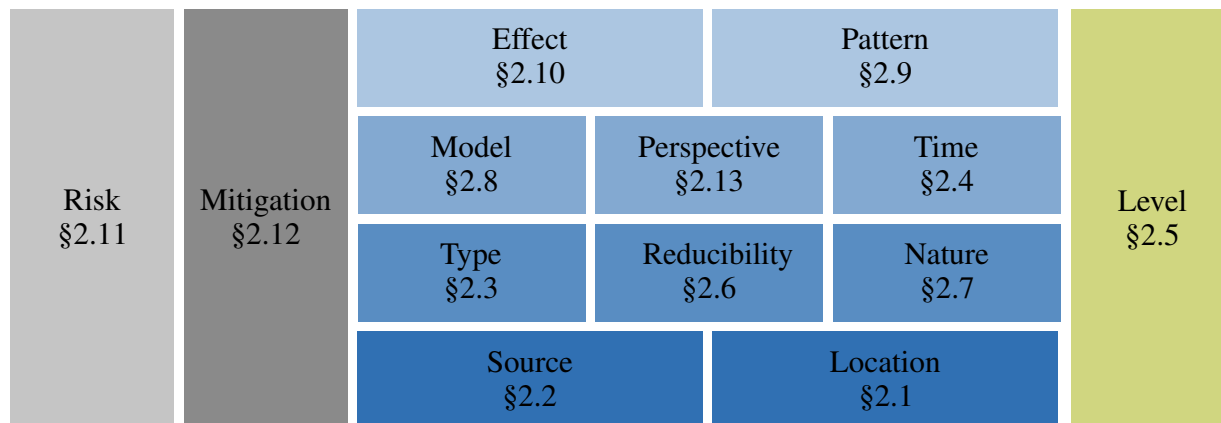 Risk
§2.11
Mitigation
§2.12
Effect
§2.10
Pattern
§2.9
Model
§2.8
Perspective
§2.13
Time
§2.4
Type
§2.3
Reducibility
§2.6
Nature
§2.7
Source
§2.2
Location
§2.1
Level
§2.5